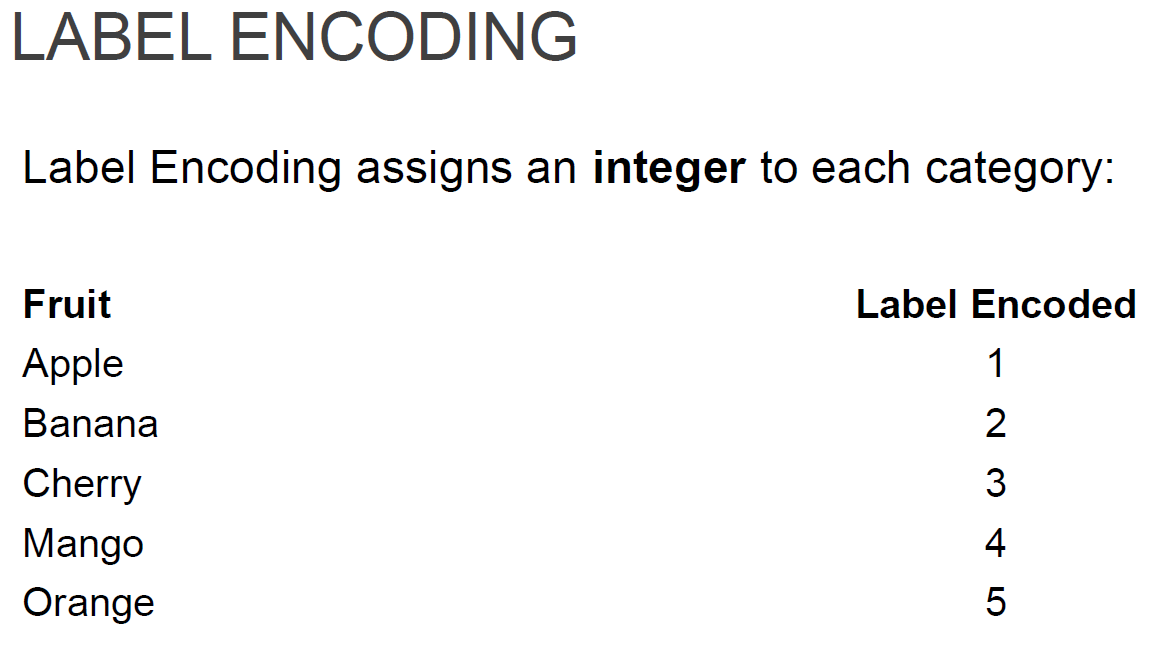 LABEL ENCODING
Label Encoding assigns an integer to each category:
Fruit Label Encoded
Apple 1
Banana 2
Cherry 3
Mango 4
Orange 5